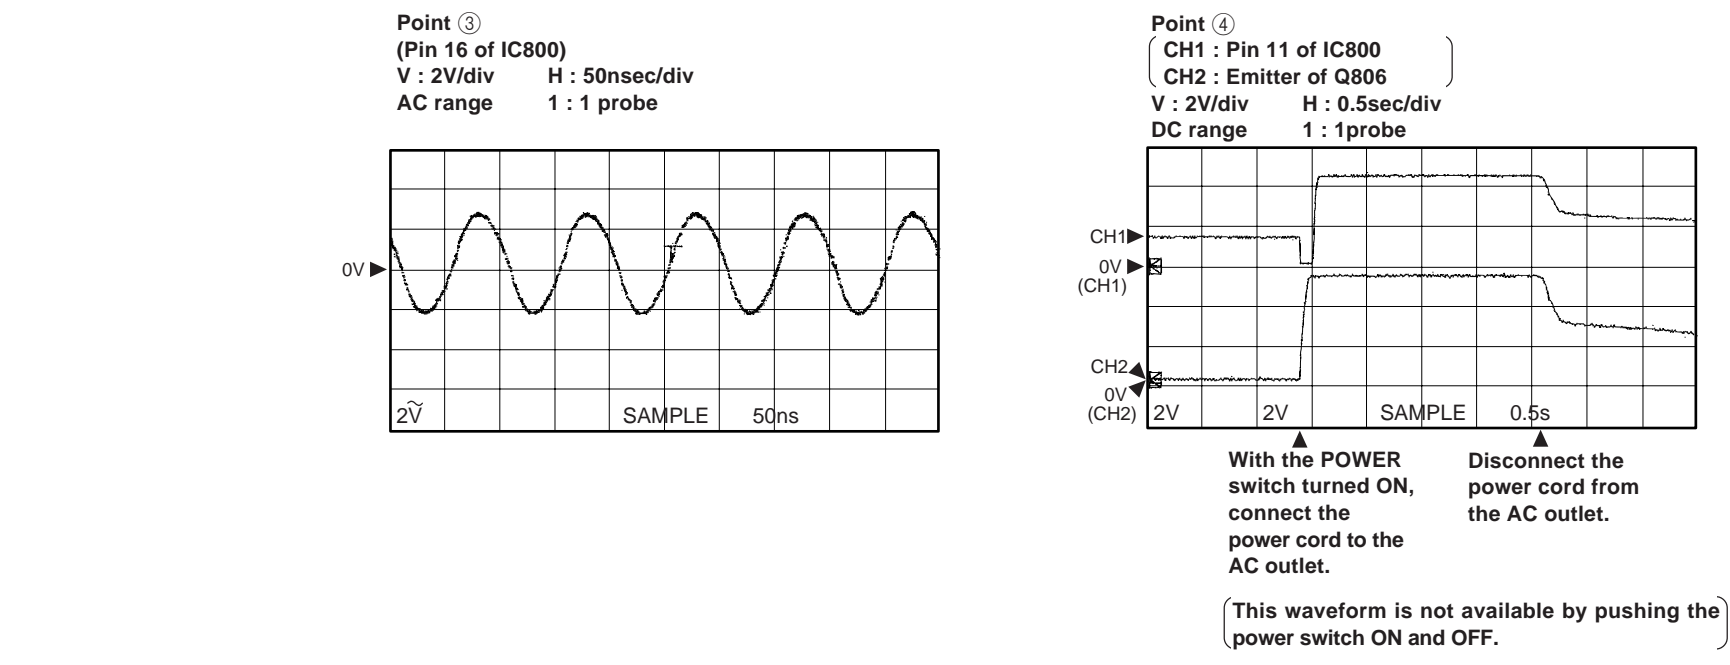 Point ③
(Pin 16 of IC800)
V : 2V/div H : 50nsec/div
AC range 1 : 1 probe
0V
2Ṽ SAMPLE 50ns
Point ④
CH1 : Pin 11 of IC800
CH2 : Emitter of Q806
V : 2V/div H : 0.5sec/div
DC range 1 : 1probe
CH1
0V
(CH1)
CH2
0V
(CH2)
2V 2V SAMPLE 0.5s
With the POWER
switch turned ON,
connect the
power cord to the
AC outlet.
Disconnect the
power cord from
the AC outlet.
This waveform is not available by pushing the
power switch ON and OFF.